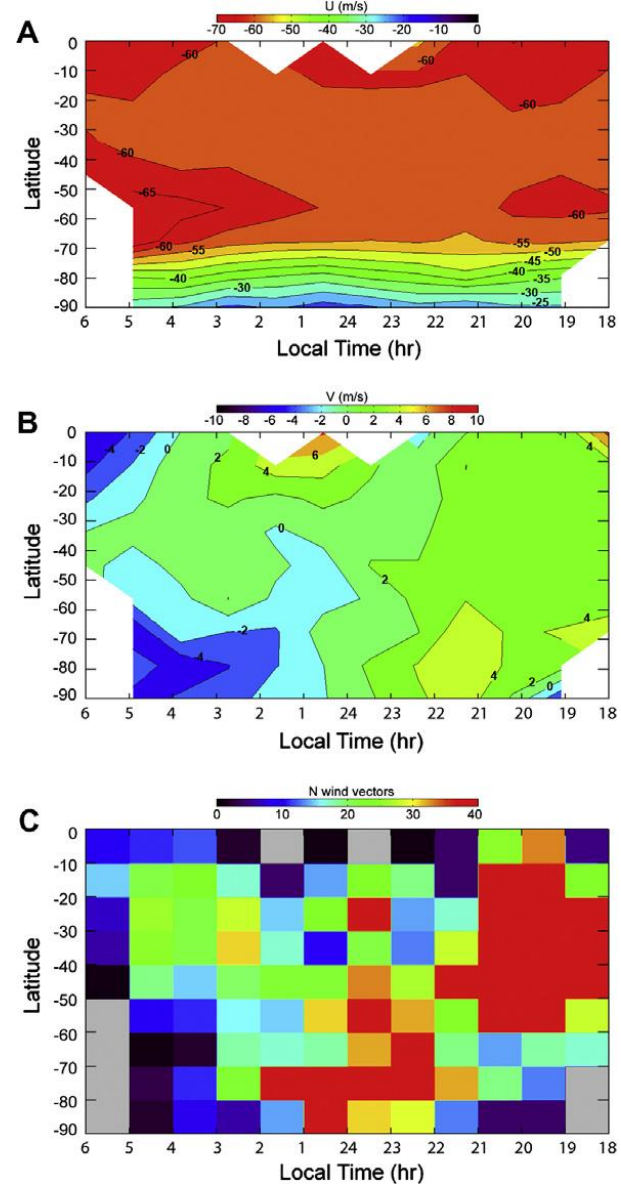 A
U (m/s)
-70 -60 -50 -40 -30 -20 -10 0
0
-10
-20
-30
-40
-50
-60
-70
-80
-90
Latitude
-60
-60
-60
-60
-60
-65
-60
-60
-55
-55
-50
-45
-40
-40
-35
-30
-30
-25
6 5 4 3 2 1 24 23 22 21 20 19 18
Local Time (hr)
B
V (m/s)
-10 -8 -6 -4 -2 0 2 4 6 8 10
0
-10
-20
-30
-40
-50
-60
-70
-80
-90
Latitude
-4 -2 0 2 4 6 4
0
2
-2
4
-4
4 2 0
6 5 4 3 2 1 24 23 22 21 20 19 18
Local Time (hr)
C
N wind vectors
0 10 20 30 40
0
-10
-20
-30
-40
-50
-60
-70
-80
-90
Latitude
6 5 4 3 2 1 24 23 22 21 20 19 18
Local Time (hr)